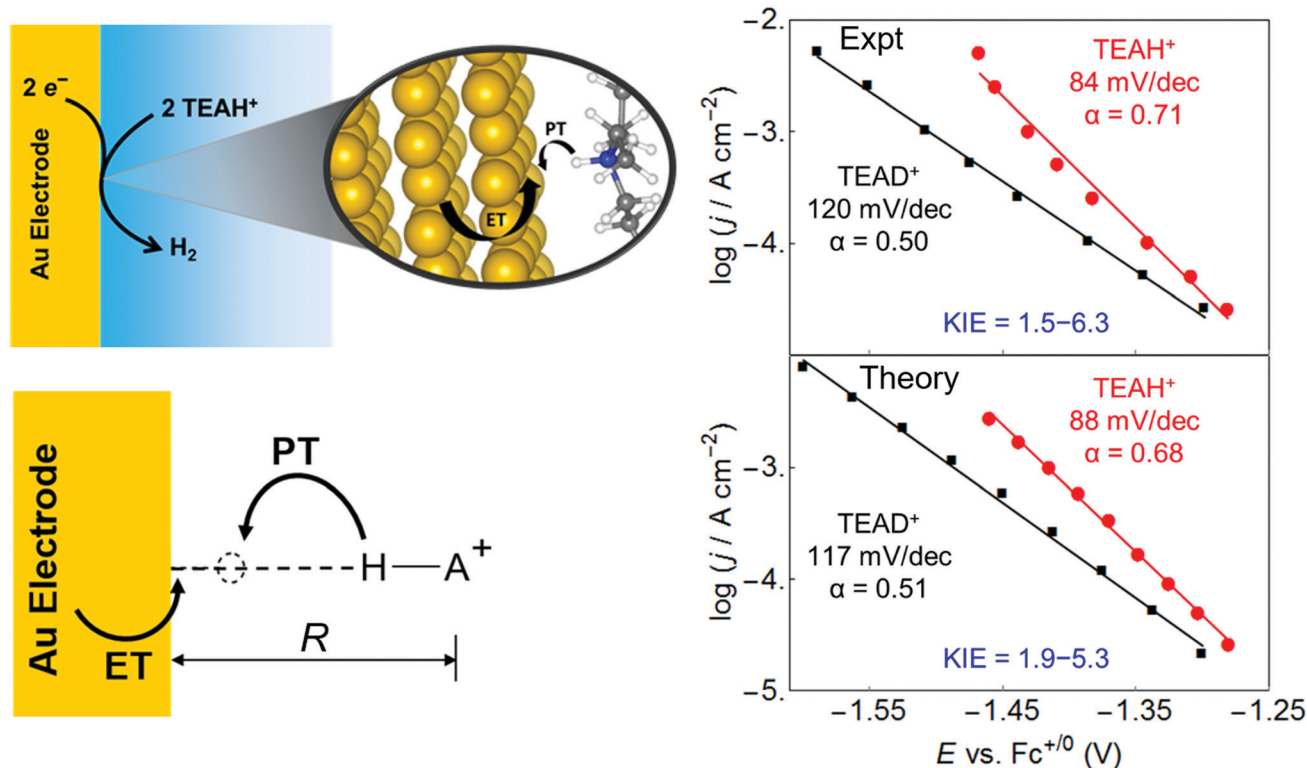 2 e⁻
2 TEAH⁺
Au Electrode
H₂
PT
ET
Au Electrode
PT
H — A⁺
R
ET
−2.
−3.
−4.
log (j / A cm⁻²)
Expt
TEAH⁺
84 mV/dec
α = 0.71
TEAD⁺
120 mV/dec
α = 0.50
KIE = 1.5−6.3
−3.
−4.
−5.
log (j / A cm⁻²)
Theory
TEAH⁺
88 mV/dec
α = 0.68
TEAD⁺
117 mV/dec
α = 0.51
KIE = 1.9−5.3
−1.55 −1.45 −1.35 −1.25
E vs. Fc⁺/⁰ (V)